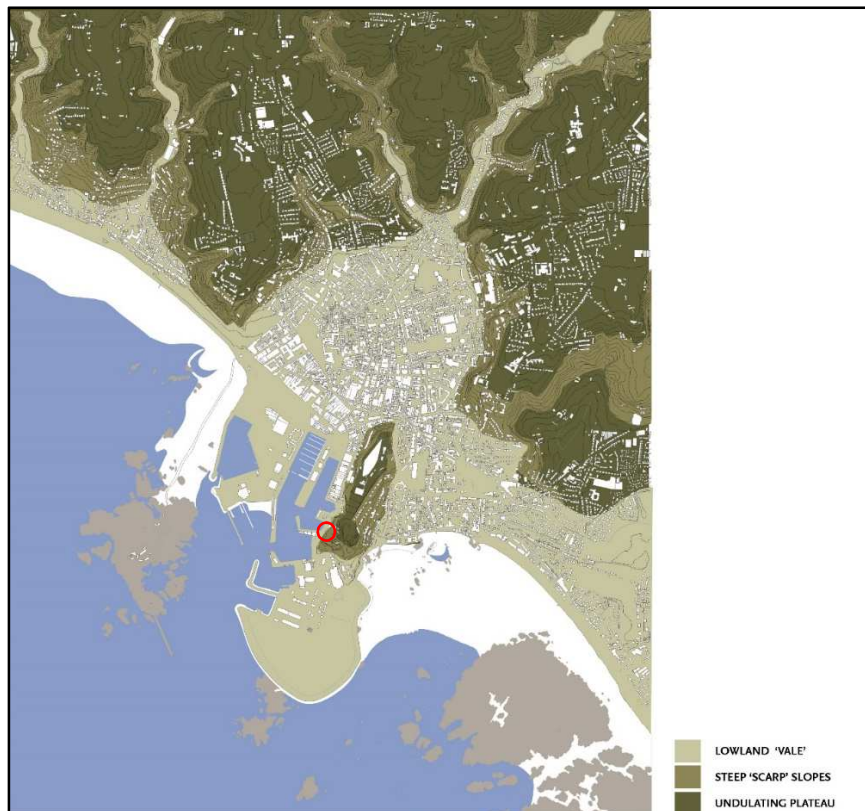 LOWLAND 'VALE'
STEEP 'SCARP' SLOPES
UNDULATING PLATEAU